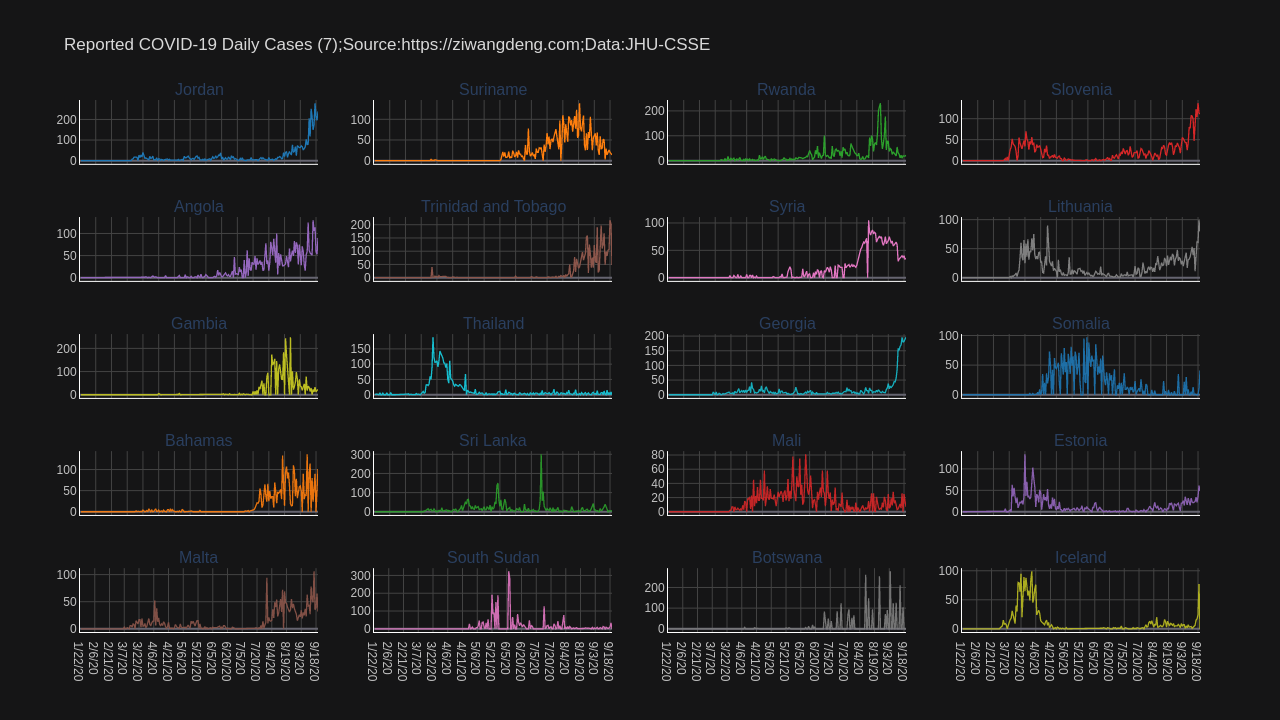 Reported COVID-19 Daily Cases (7);Source:https://ziwangdeng.com;Data:JHU-CSSE
Jordan Suriname Rwanda Slovenia
200 100 0
100 50 0
200 100 0
150 100 50 0
Angola Trinidad and Tobago Syria Lithuania
100 50 0
200 150 100 50 0
100 50 0
100 50 0
Gambia Thailand Georgia Somalia
200 100 0
150 100 50 0
200 150 100 50 0
100 50 0
Bahamas Sri Lanka Mali Estonia
100 50 0
300 200 100 0
80 60 40 20 0
100 50 0
Malta South Sudan Botswana Iceland
100 50 0
300 200 100 0
200 100 0
100 50 0
1/22/20 2/6/20 2/21/20 3/7/20 3/22/20 4/6/20 4/21/20 5/6/20 5/21/20 6/5/20 6/20/20 7/5/20 7/20/20 8/4/20 8/19/20 9/3/20 9/18/20
1/22/20 2/6/20 2/21/20 3/7/20 3/22/20 4/6/20 4/21/20 5/6/20 5/21/20 6/5/20 6/20/20 7/5/20 7/20/20 8/4/20 8/19/20 9/3/20 9/18/20
1/22/20 2/6/20 2/21/20 3/7/20 3/22/20 4/6/20 4/21/20 5/6/20 5/21/20 6/5/20 6/20/20 7/5/20 7/20/20 8/4/20 8/19/20 9/3/20 9/18/20
1/22/20 2/6/20 2/21/20 3/7/20 3/22/20 4/6/20 4/21/20 5/6/20 5/21/20 6/5/20 6/20/20 7/5/20 7/20/20 8/4/20 8/19/20 9/3/20 9/18/20